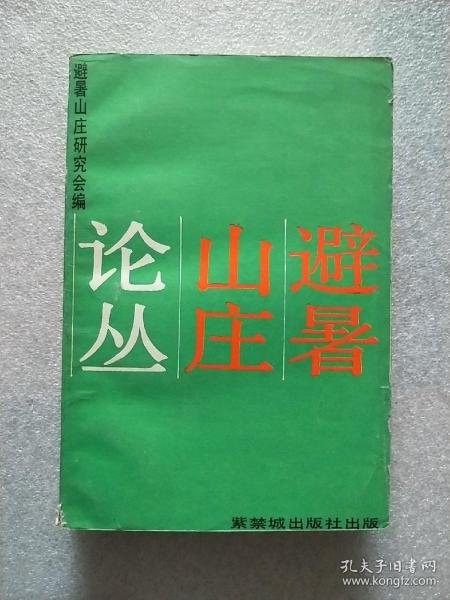 避暑
山庄
论丛
避暑山庄研究会编
紫禁城出版社出版
孔夫子旧书网
www.kongfz.com